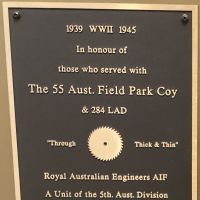 1939 WWII 1945
In honour of
those who served with
The 55 Aust. Field Park Coy
& 284 LAD
"Through Thick & Thin"
Royal Australian Engineers AIF
A Unit of the 5th. Aust. Division